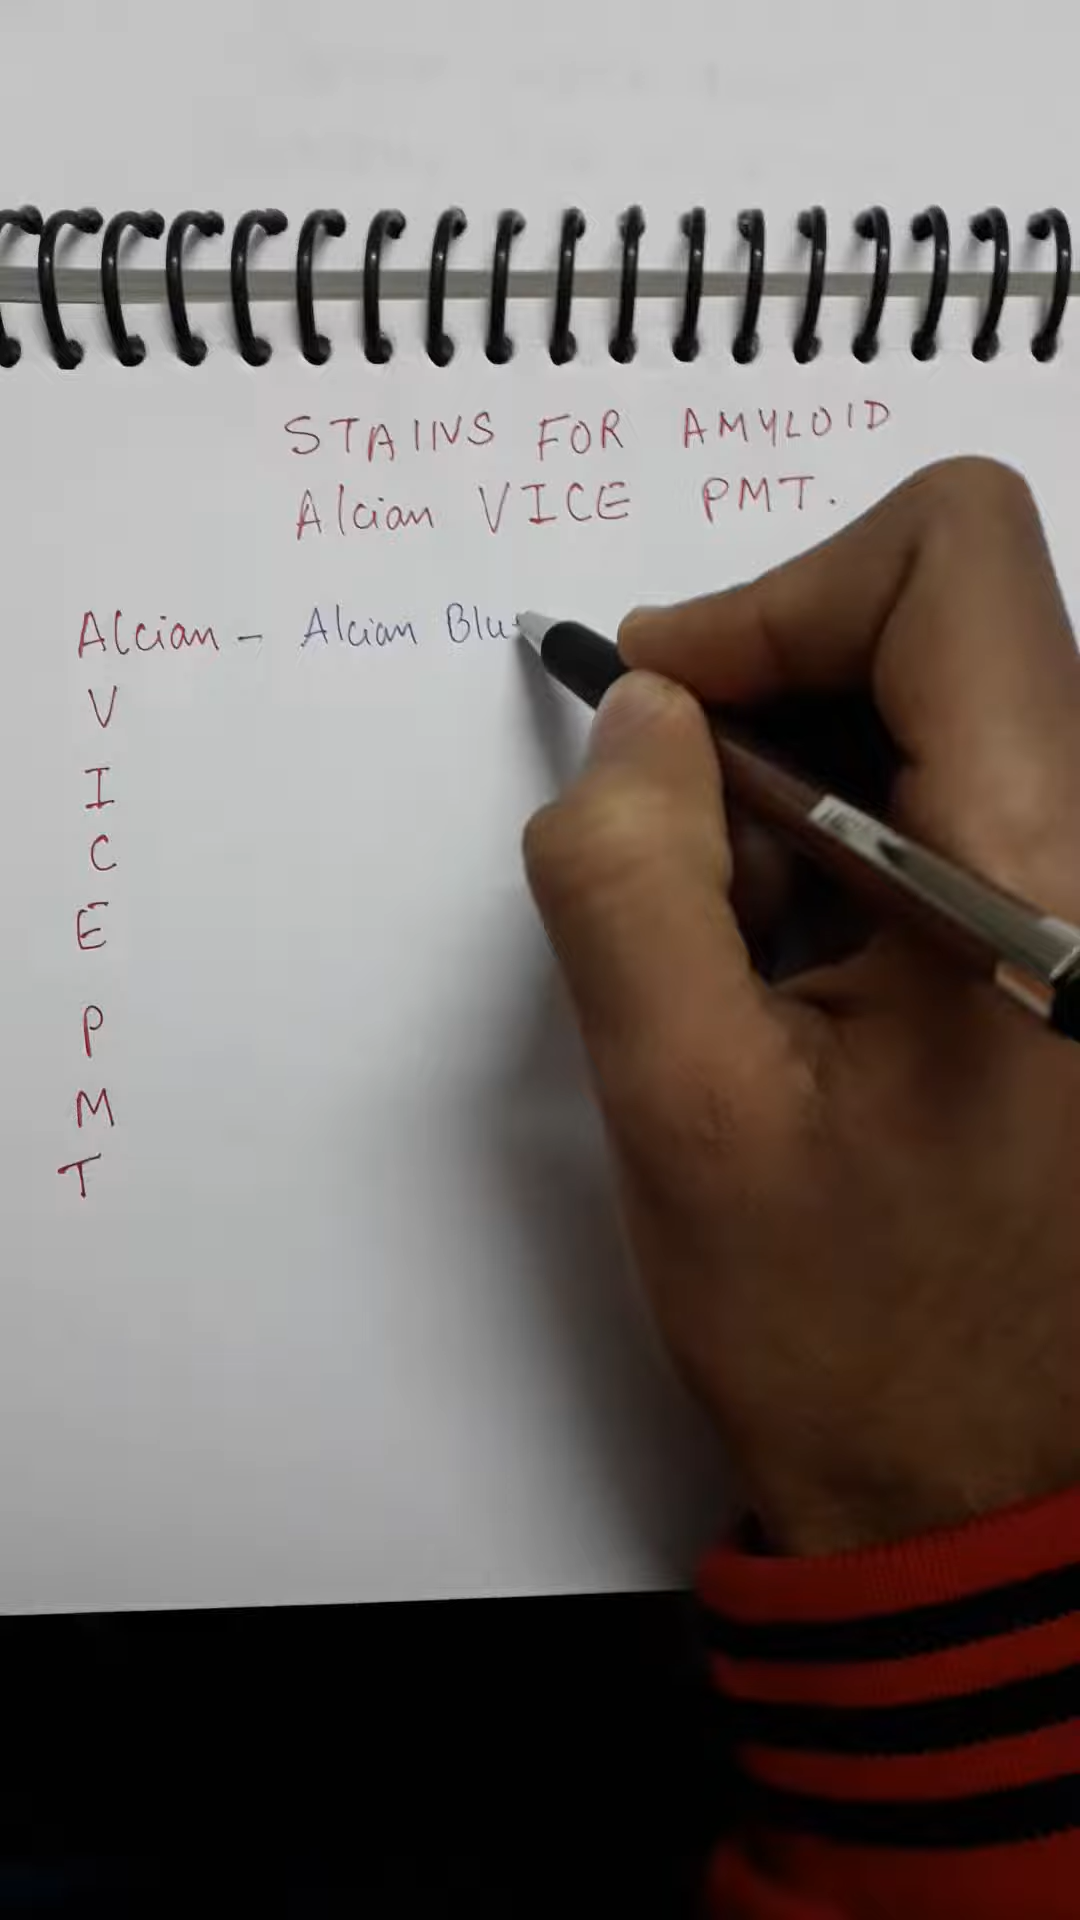 STAINS FOR AMYLOID
Alcian VICE PMT.
Alcian - Alcian Blu
V
I
C
E
P
M
T